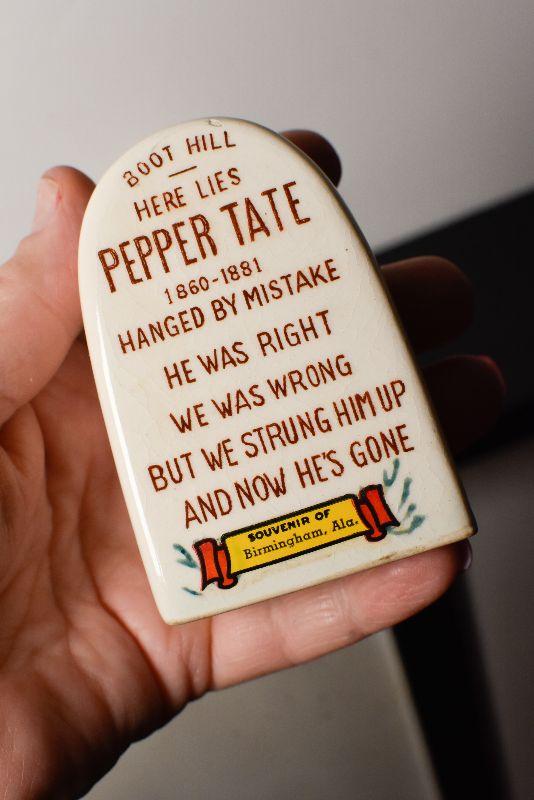 BOOT HILL
HERE LIES
PEPPER TATE
1860-1881
HANGED BY MISTAKE
HE WAS RIGHT
WE WAS WRONG
BUT WE STRUNG HIM UP
AND NOW HE'S GONE
SOUVENIR OF
Birmingham, Ala.